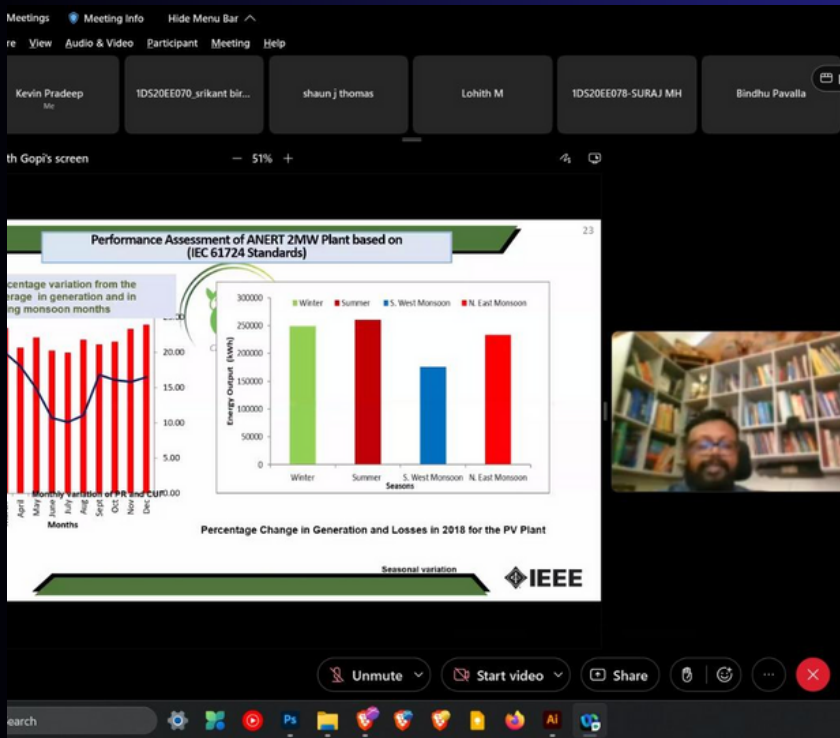 Meetings Meeting Info Hide Menu Bar
re View Audio & Video Participant Meeting Help
Kevin Pradeep
Me
1DS20EE070_srikant bir...
shaun j thomas
Lohith M
1DS20EE078-SURAJ MH
Bindhu Pavalla
th Gopi's screen
− 51% +
23
Performance Assessment of ANERT 2MW Plant based on
(IEC 61724 Standards)
centage variation from the
erage in generation and in
ng monsoon months
20.00
15.00
10.00
5.00
0.00
Monthly variation of PR and CUF
April May June July Aug Sept Oct Nov Dec
Months
Winter Summer S. West Monsoon N. East Monsoon
Energy Output (kWh)
300000
250000
200000
150000
100000
50000
0
Winter Summer S. West Monsoon N. East Monsoon
Seasons
Percentage Change in Generation and Losses in 2018 for the PV Plant
Seasonal variation
IEEE
Unmute Start video Share
earch
Ps
Ai